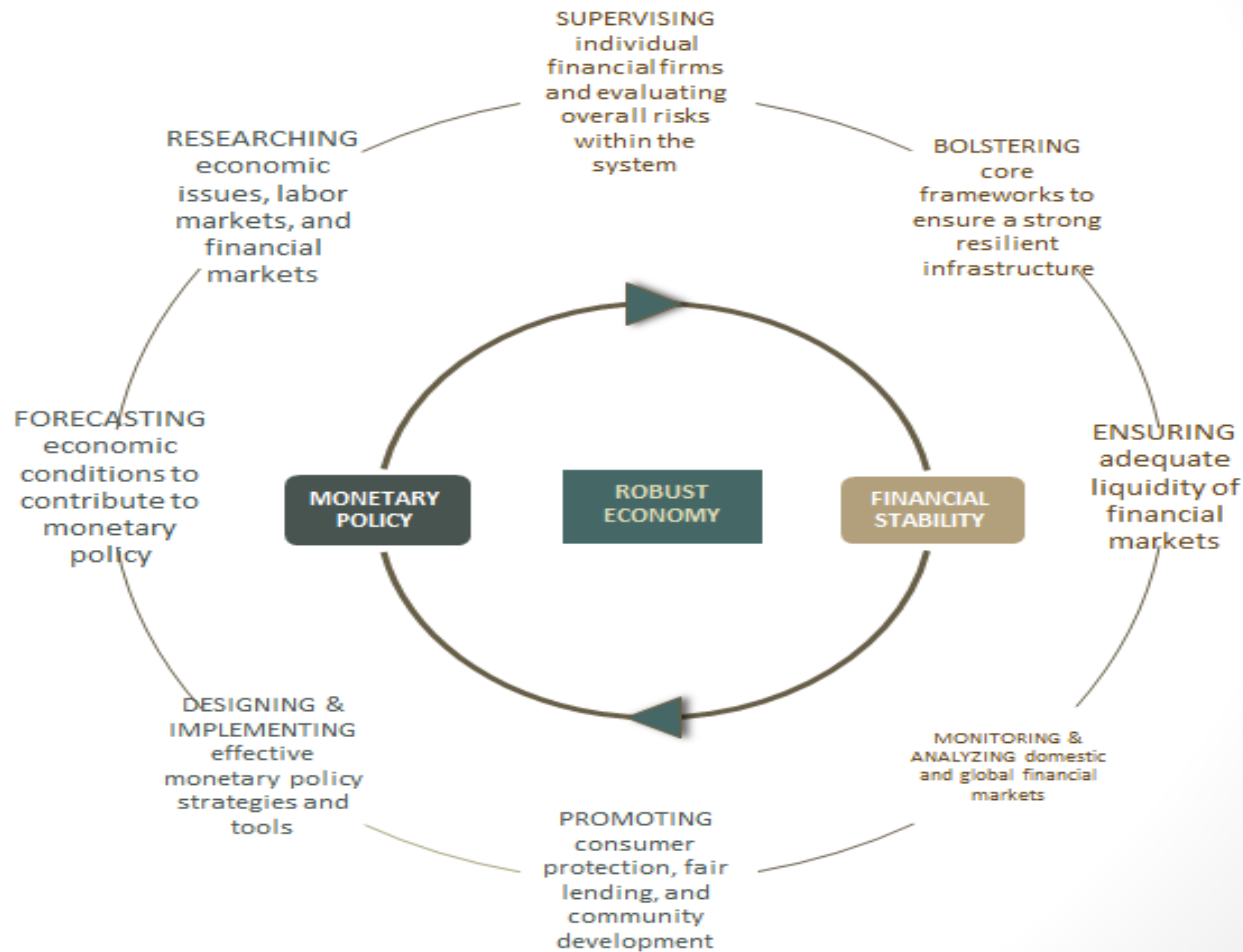 SUPERVISING
individual
financial firms
and evaluating
overall risks
within the
system
BOLSTERING
core
frameworks to
ensure a strong
resilient
infrastructure
ENSURING
adequate
liquidity of
financial
markets
MONITORING &
ANALYZING domestic
and global financial
markets
PROMOTING
consumer
protection, fair
lending, and
community
development
DESIGNING &
IMPLEMENTING
effective
monetary policy
strategies and
tools
FORECASTING
economic
conditions to
contribute to
monetary
policy
RESEARCHING
economic
issues, labor
markets, and
financial
markets
MONETARY
POLICY
ROBUST
ECONOMY
FINANCIAL
STABILITY